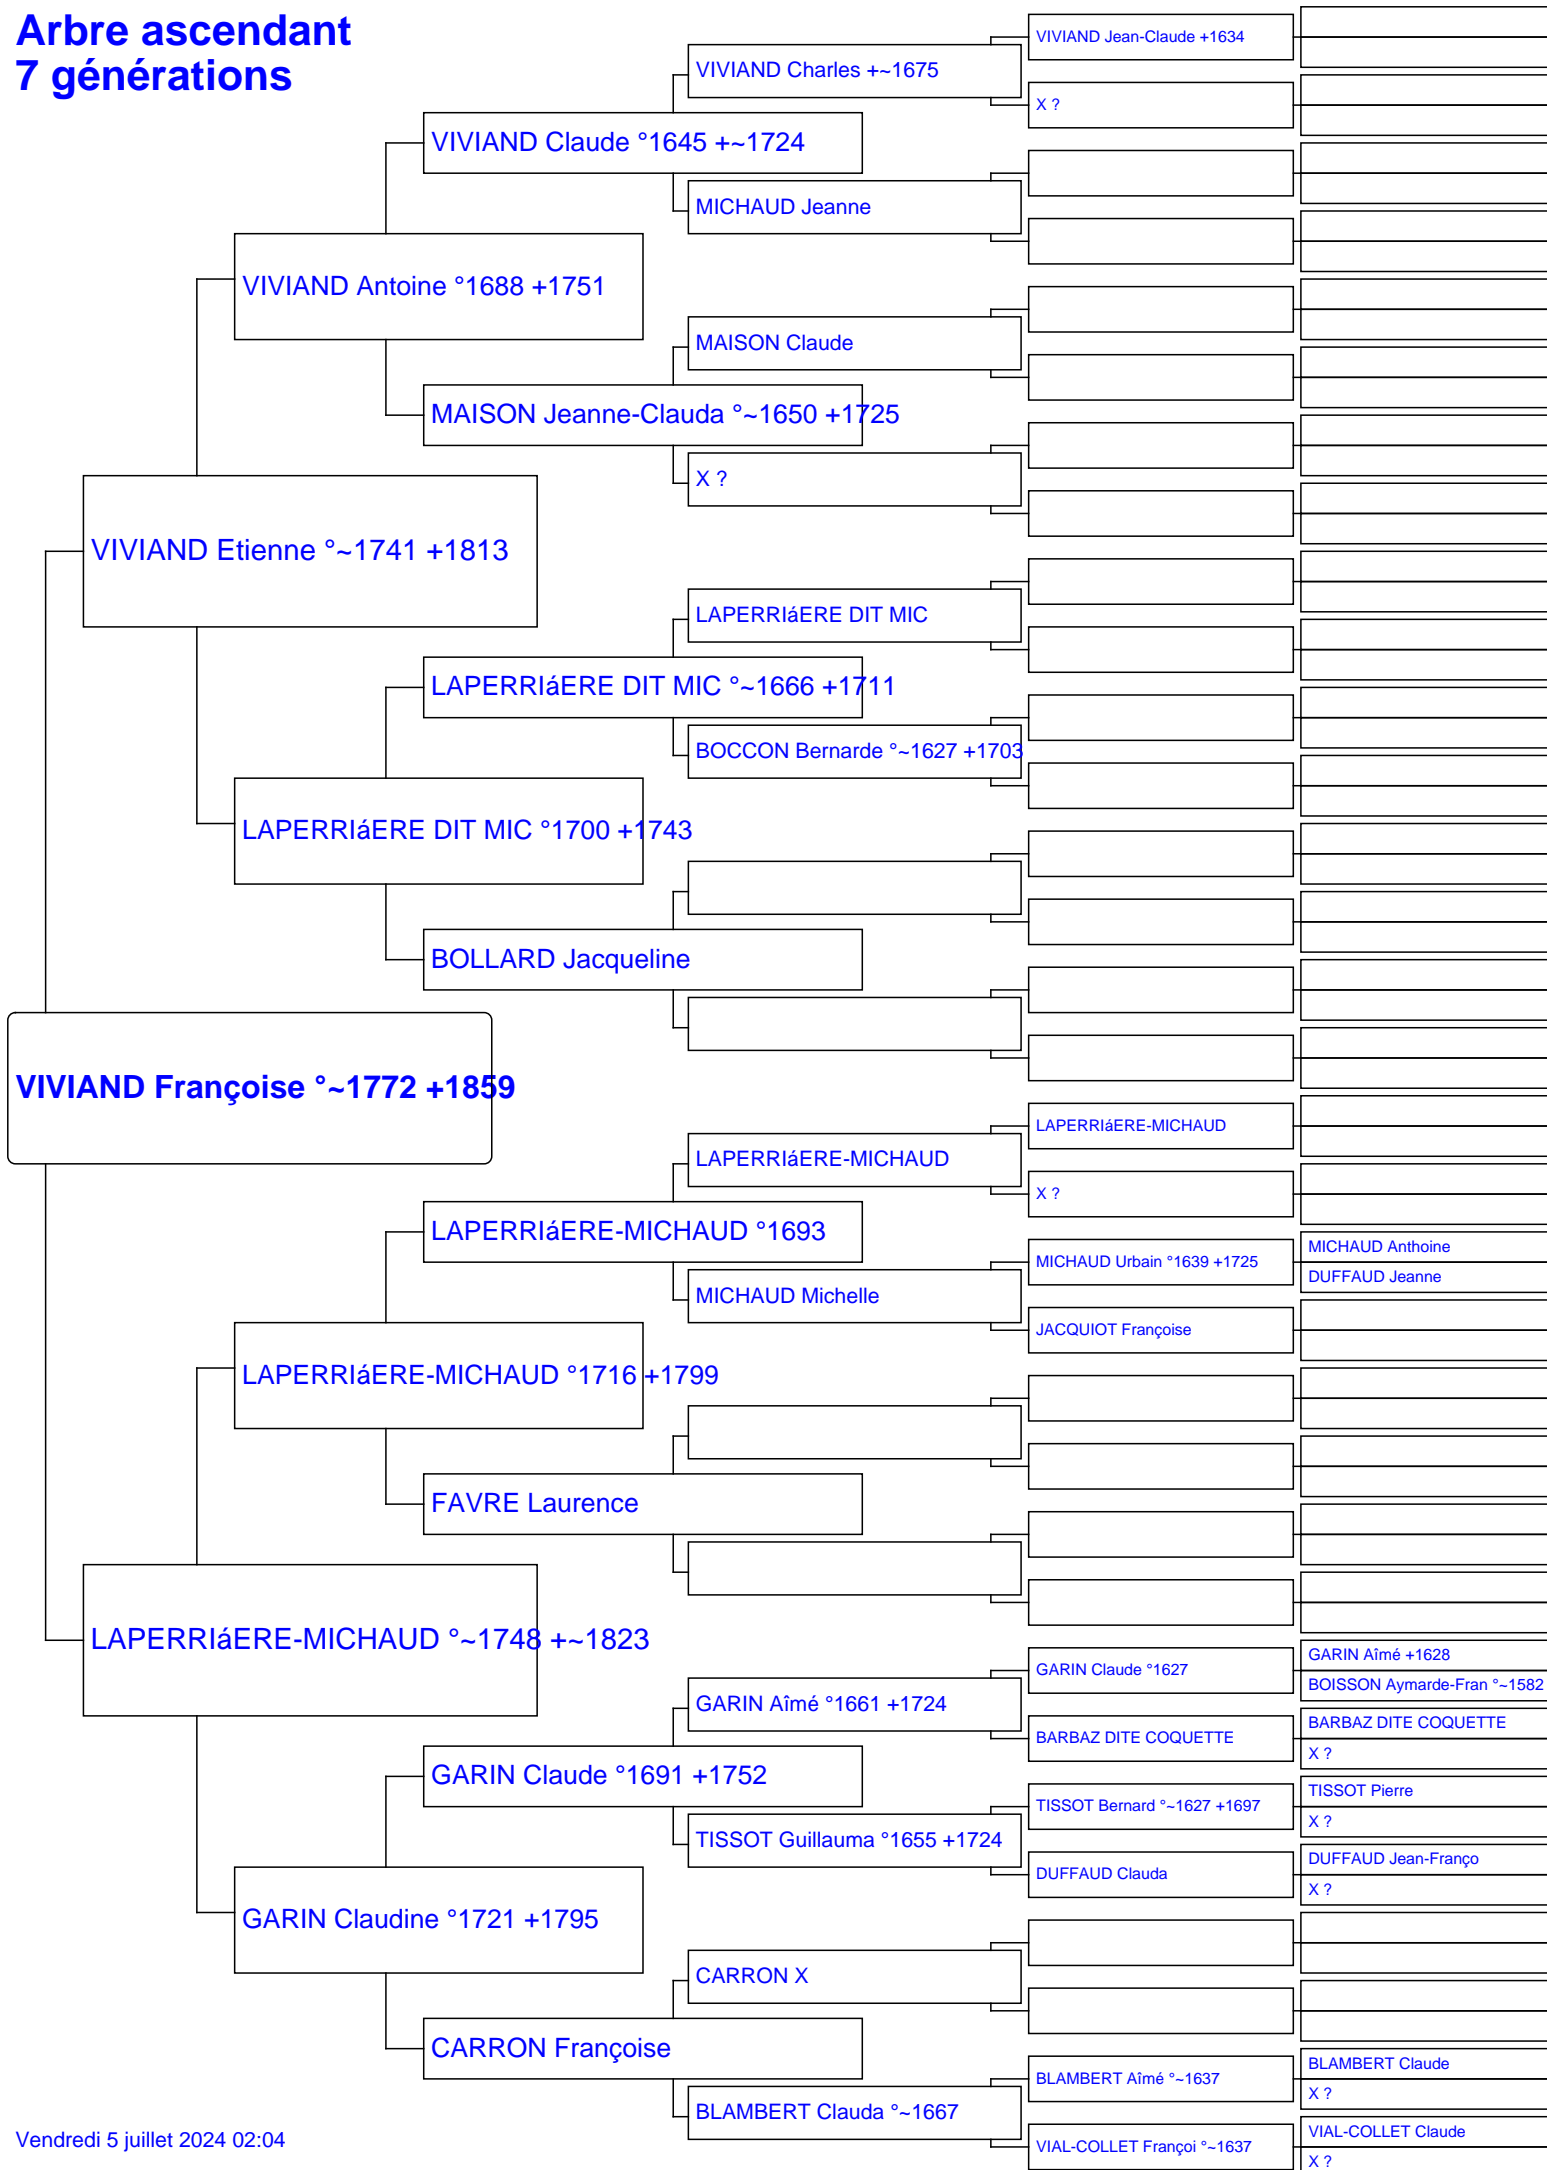 Arbre ascendant
7 générations
VIVIAND Jean-Claude +1634
VIVIAND Charles +~1675
X ?
VIVIAND Claude °1645 +~1724
MICHAUD Jeanne
VIVIAND Antoine °1688 +1751
MAISON Claude
MAISON Jeanne-Clauda °~1650 +1725
X ?
VIVIAND Etienne °~1741 +1813
LAPERRIáERE DIT MIC
LAPERRIáERE DIT MIC °~1666 +1711
BOCCON Bernarde °~1627 +1703
LAPERRIáERE DIT MIC °1700 +1743
BOLLARD Jacqueline
VIVIAND Françoise °~1772 +1859
LAPERRIáERE-MICHAUD
LAPERRIáERE-MICHAUD
X ?
LAPERRIáERE-MICHAUD °1693
MICHAUD Anthoine
MICHAUD Urbain °1639 +1725
DUFFAUD Jeanne
MICHAUD Michelle
JACQUIOT Françoise
LAPERRIáERE-MICHAUD °1716 +1799
FAVRE Laurence
LAPERRIáERE-MICHAUD °~1748 +~1823
GARIN Aîmé +1628
GARIN Claude °1627
BOISSON Aymarde-Fran °~1582
GARIN Aîmé °1661 +1724
BARBAZ DITE COQUETTE
BARBAZ DITE COQUETTE
X ?
GARIN Claude °1691 +1752
TISSOT Pierre
TISSOT Bernard °~1627 +1697
X ?
TISSOT Guillauma °1655 +1724
DUFFAUD Jean-Franço
DUFFAUD Clauda
X ?
GARIN Claudine °1721 +1795
CARRON X
CARRON Françoise
BLAMBERT Claude
BLAMBERT Aîmé °~1637
X ?
BLAMBERT Clauda °~1667
VIAL-COLLET Claude
VIAL-COLLET Françoi °~1637
X ?
Vendredi 5 juillet 2024 02:04